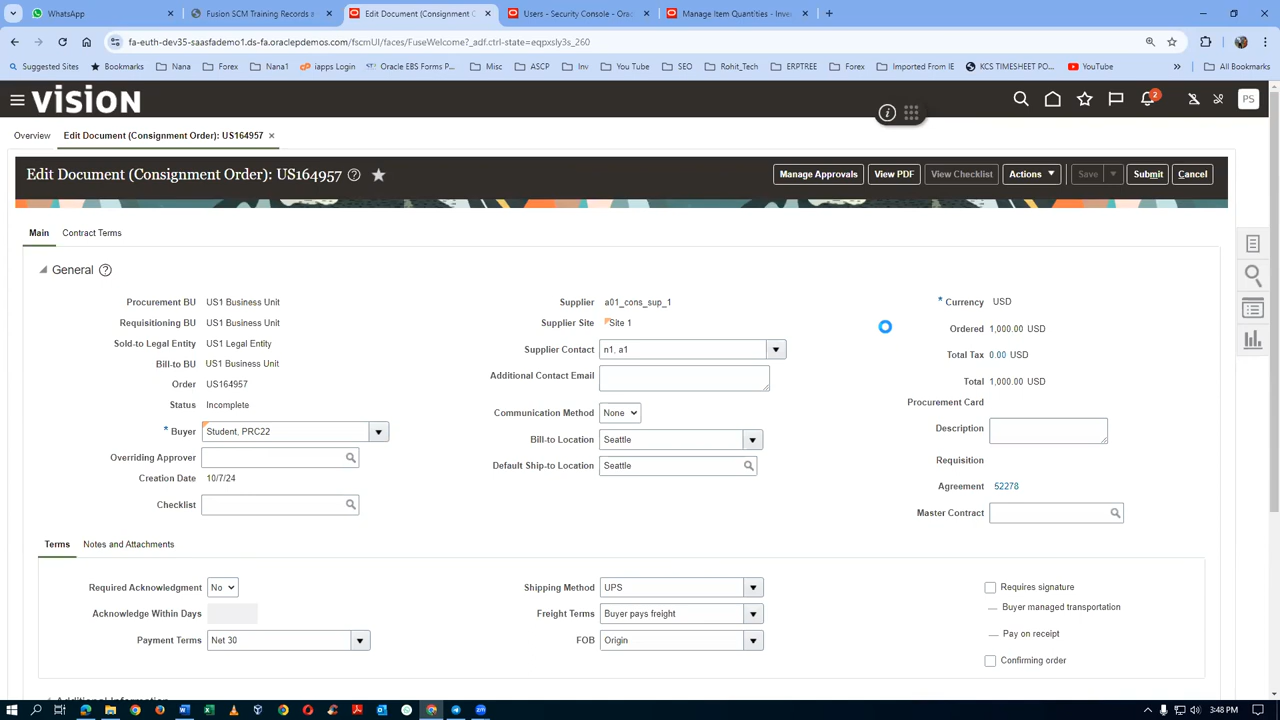 WhatsApp
Fusion SCM Training Records a
Edit Document (Consignment O
Users - Security Console - Orac
Manage Item Quantities - Inven
fa-euth-dev35-saasfademo1.ds-fa.oraclepdemos.com/fscmUI/faces/FuseWelcome?_adf.ctrl-state=eqpxsly3s_260
Suggested Sites
Bookmarks
Nana
Forex
Nana1
iapps Login
Oracle EBS Forms P...
Misc
ASCP
Inv
You Tube
SEO
Rohit_Tech
ERPTREE
Forex
Imported From IE
KCS TIMESHEET PO...
YouTube
»
All Bookmarks
VISION
2
PS
Overview
Edit Document (Consignment Order): US164957
Edit Document (Consignment Order): US164957
Manage Approvals
View PDF
View Checklist
Actions
Save
Submit
Cancel
Main
Contract Terms
General
Procurement BU US1 Business Unit
Requisitioning BU US1 Business Unit
Sold-to Legal Entity US1 Legal Entity
Bill-to BU US1 Business Unit
Order US164957
Status Incomplete
* Buyer Student, PRC22
Overriding Approver
Creation Date 10/7/24
Checklist
Supplier a01_cons_sup_1
Supplier Site Site 1
Supplier Contact n1, a1
Additional Contact Email
Communication Method None
Bill-to Location Seattle
Default Ship-to Location Seattle
* Currency USD
Ordered 1,000.00 USD
Total Tax 0.00 USD
Total 1,000.00 USD
Procurement Card
Description
Requisition
Agreement 52278
Master Contract
Terms
Notes and Attachments
Required Acknowledgment No
Acknowledge Within Days
Payment Terms Net 30
Shipping Method UPS
Freight Terms Buyer pays freight
FOB Origin
Requires signature
Buyer managed transportation
Pay on receipt
Confirming order
Additional Information
3:48 PM